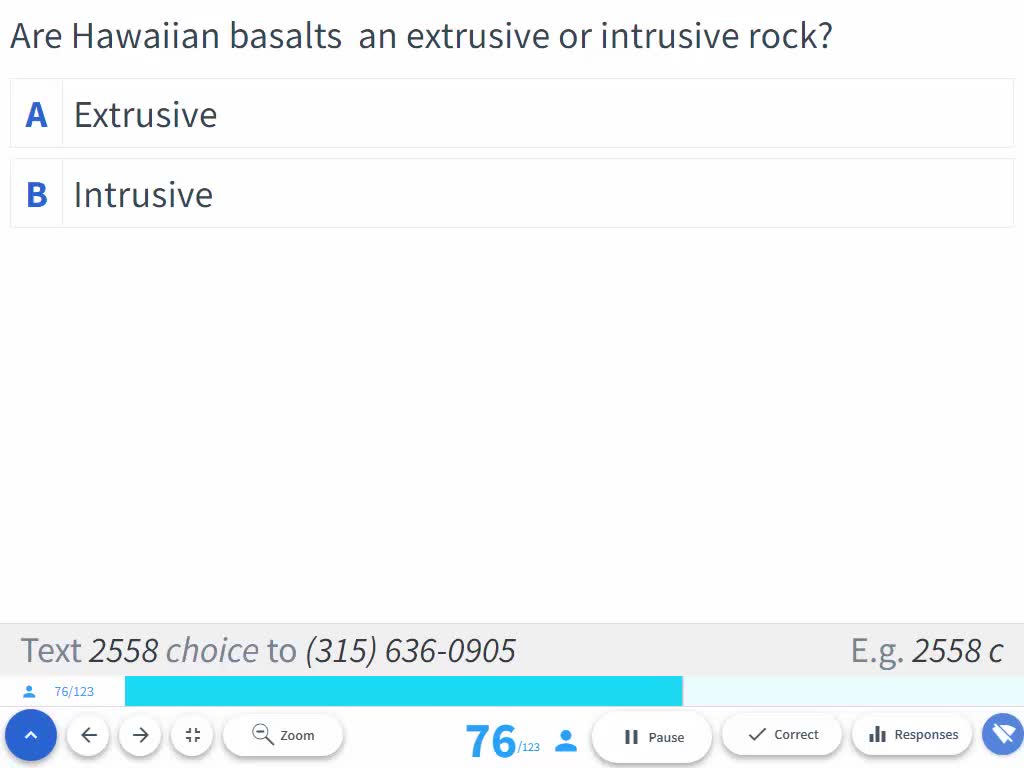 Are Hawaiian basalts  an extrusive or intrusive rock?
A Extrusive
B Intrusive
Text 2558 choice to (315) 636-0905 E.g. 2558 c
76/123
Zoom 76/123 Pause Correct Responses